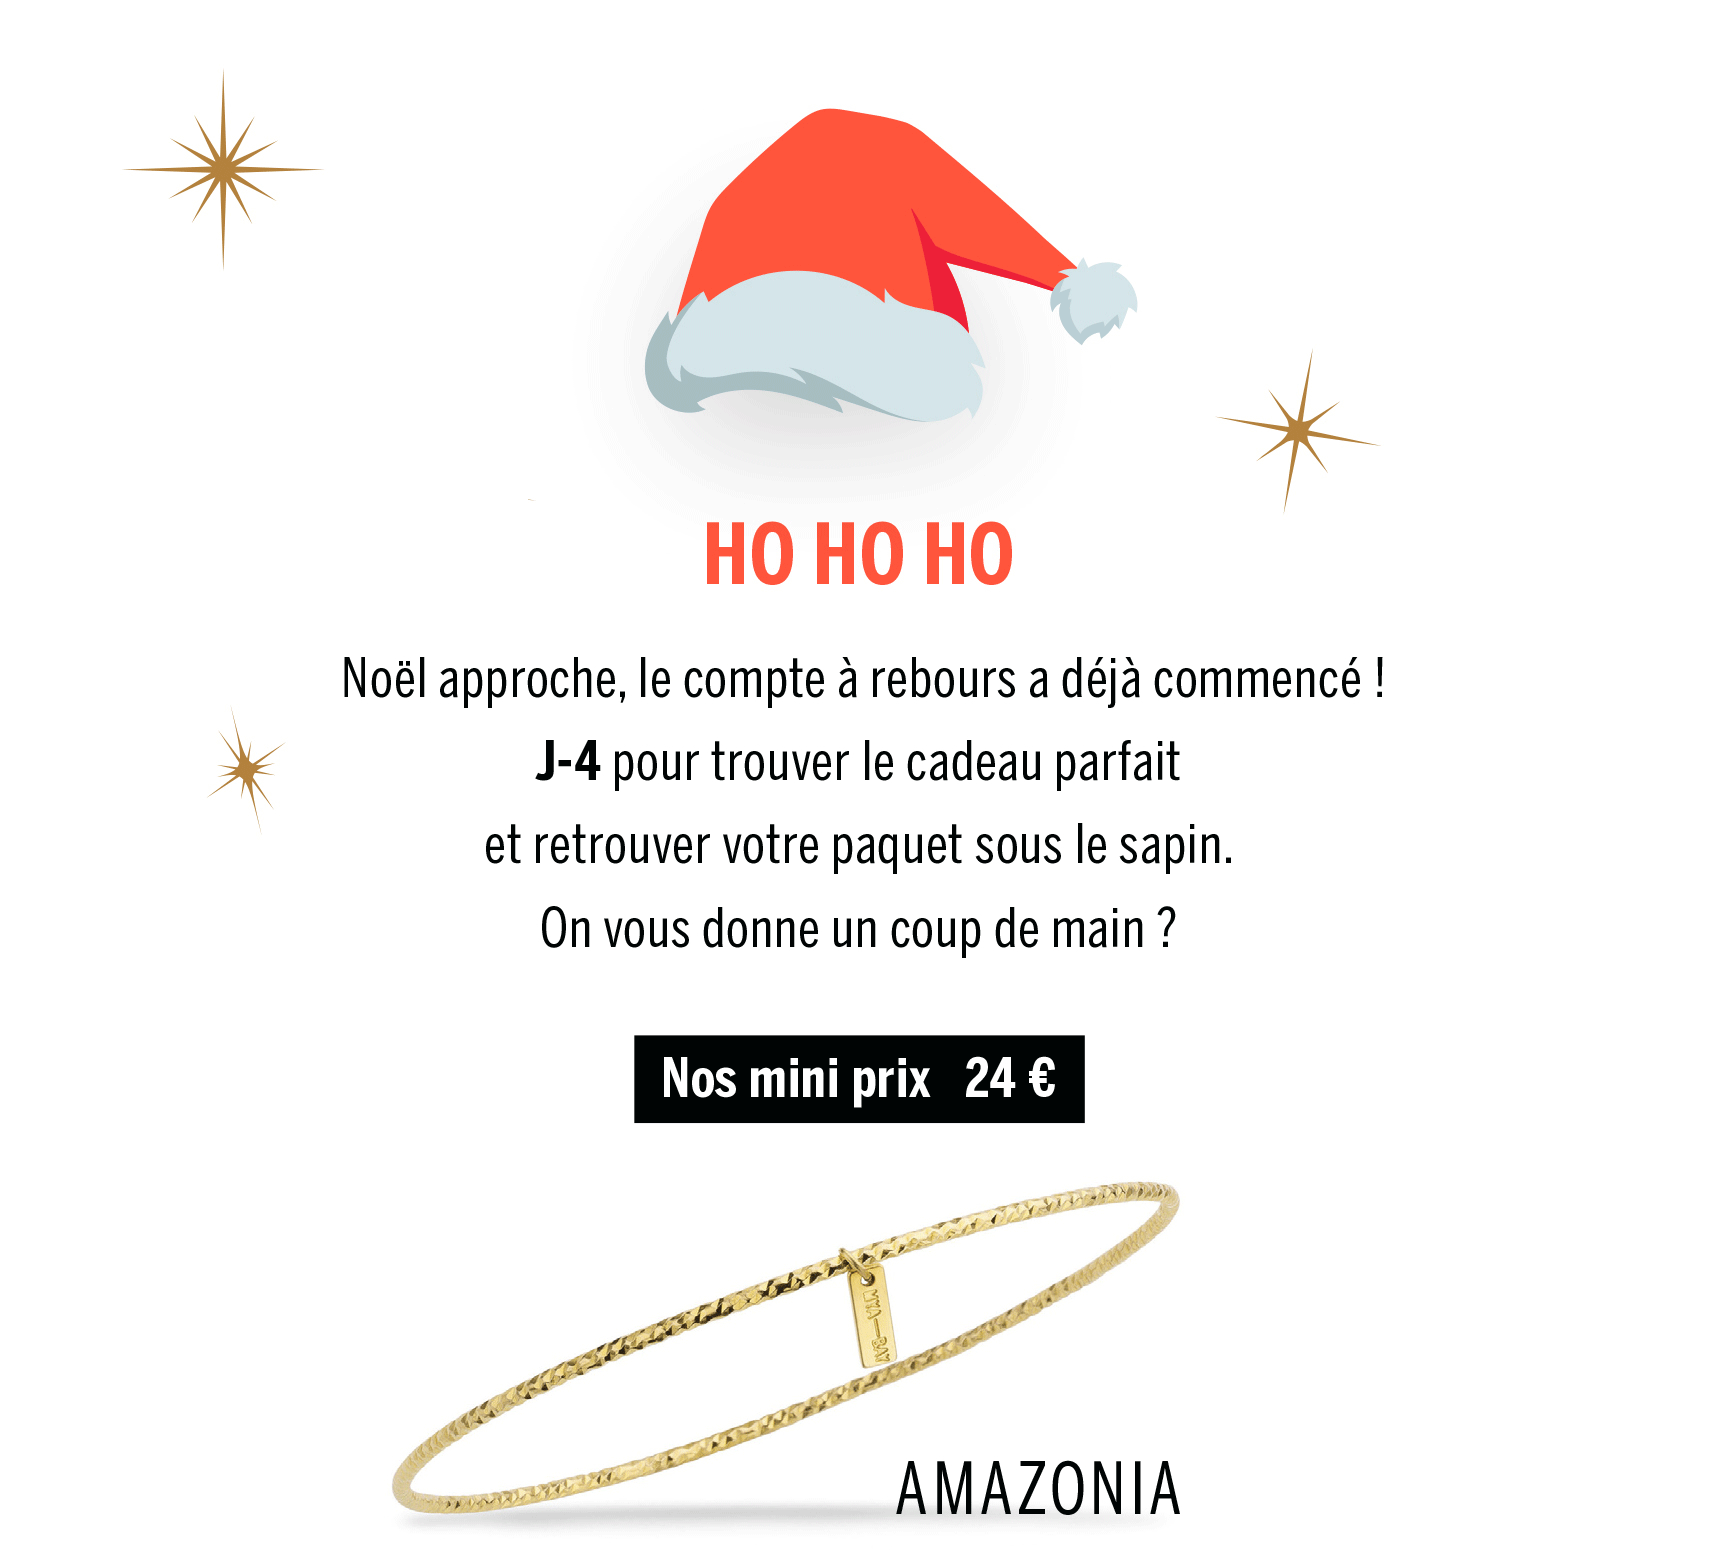 HO HO HO
Noël approche, le compte à rebours a déjà commencé !
J-4 pour trouver le cadeau parfait
et retrouver votre paquet sous le sapin.
On vous donne un coup de main ?
Nos mini prix 24 €
MYA—BAY
AMAZONIA